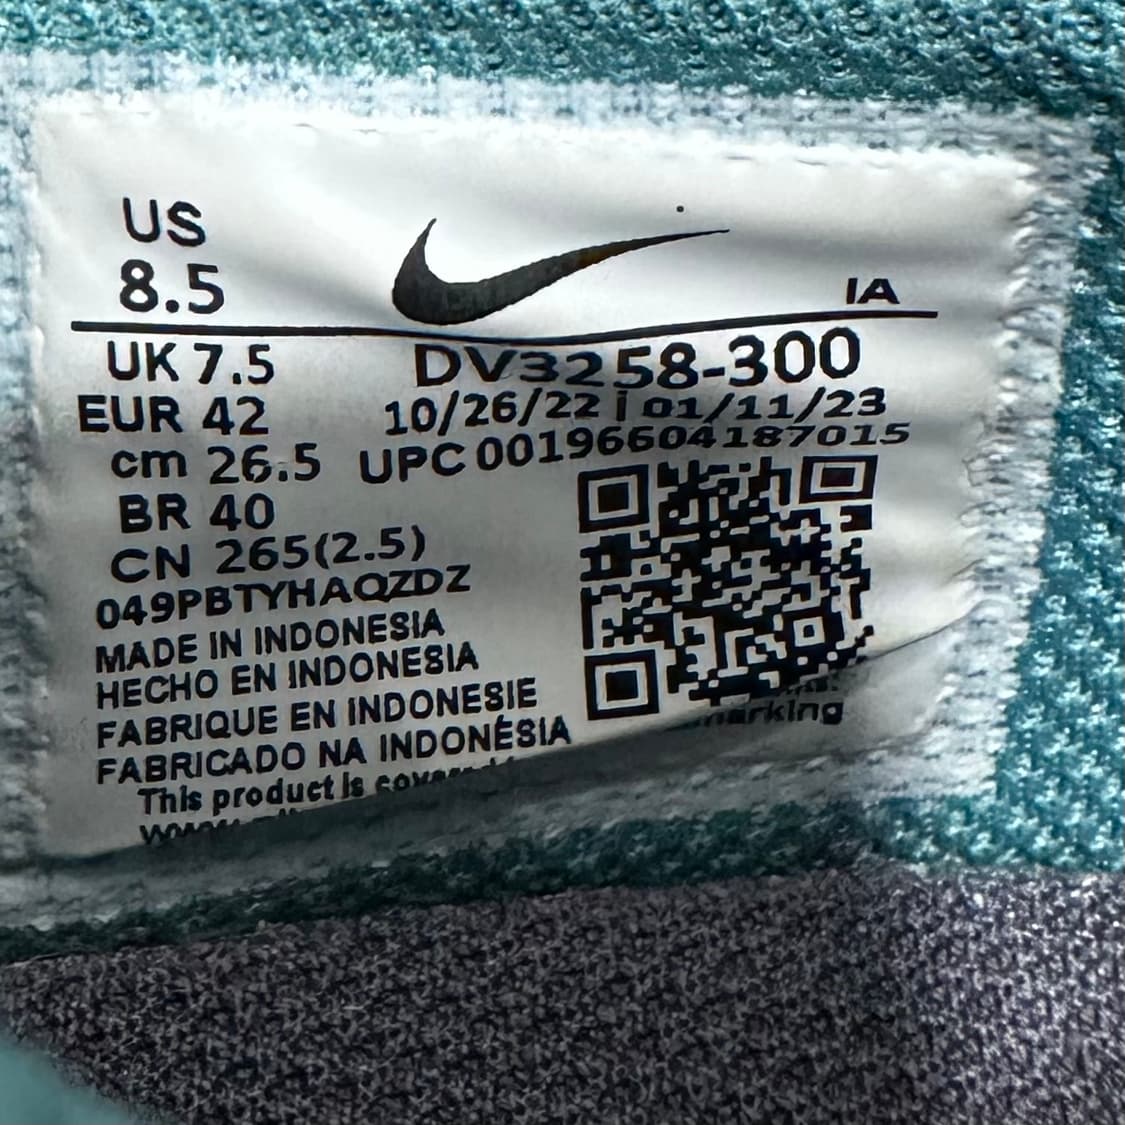 US
8.5
IA
UK 7.5
DV3258-300
EUR 42
10/26/22 | 01/11/23
cm 26.5
UPC 00196604187015
BR 40
CN 265(2.5)
049PBTYHAQZDZ
MADE IN INDONESIA
HECHO EN INDONESIA
FABRIQUE EN INDONESIE
FABRICADO NA INDONÉSIA
This product is